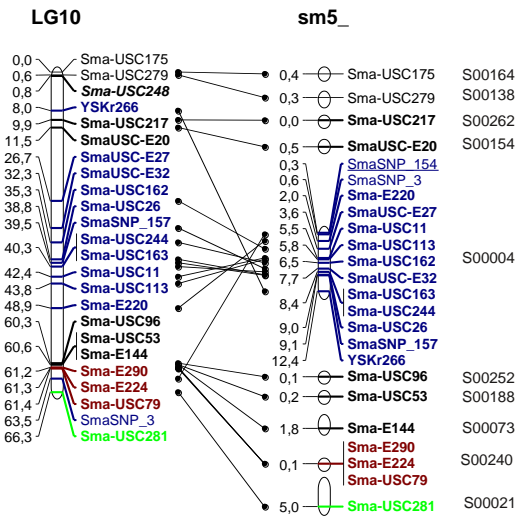 LG10
0,0 Sma-USC175
0,6 Sma-USC279
0,8 Sma-USC248
8,0 YSKr266
9,9 Sma-USC217
11,5 SmaUSC-E20
26,7 SmaUSC-E27
32,3 SmaUSC-E32
35,3 Sma-USC162
38,8 Sma-USC26
39,5 SmaSNP_157
Sma-USC244
40,3 Sma-USC163
42,4 Sma-USC11
43,8 Sma-USC113
48,9 Sma-E220
60,3 Sma-USC96
Sma-USC53
60,6 Sma-E144
61,2 Sma-E290
61,3 Sma-E224
61,4 Sma-USC79
63,5 SmaSNP_3
66,3 Sma-USC281
sm5_
0,4 Sma-USC175 S00164
0,3 Sma-USC279 S00138
0,0 Sma-USC217 S00262
0,5 SmaUSC-E20 S00154
0,3 SmaSNP_154
0,6 SmaSNP_3
2,0 Sma-E220
3,6 SmaUSC-E27
5,5 Sma-USC11
5,8 Sma-USC113
6,5 Sma-USC162 S00004
7,7 SmaUSC-E32
8,4 Sma-USC163
Sma-USC244
9,0 Sma-USC26
9,1 SmaSNP_157
12,4 YSKr266
0,1 Sma-USC96 S00252
0,2 Sma-USC53 S00188
1,8 Sma-E144 S00073
Sma-E290
0,1 Sma-E224 S00240
Sma-USC79
5,0 Sma-USC281 S00021